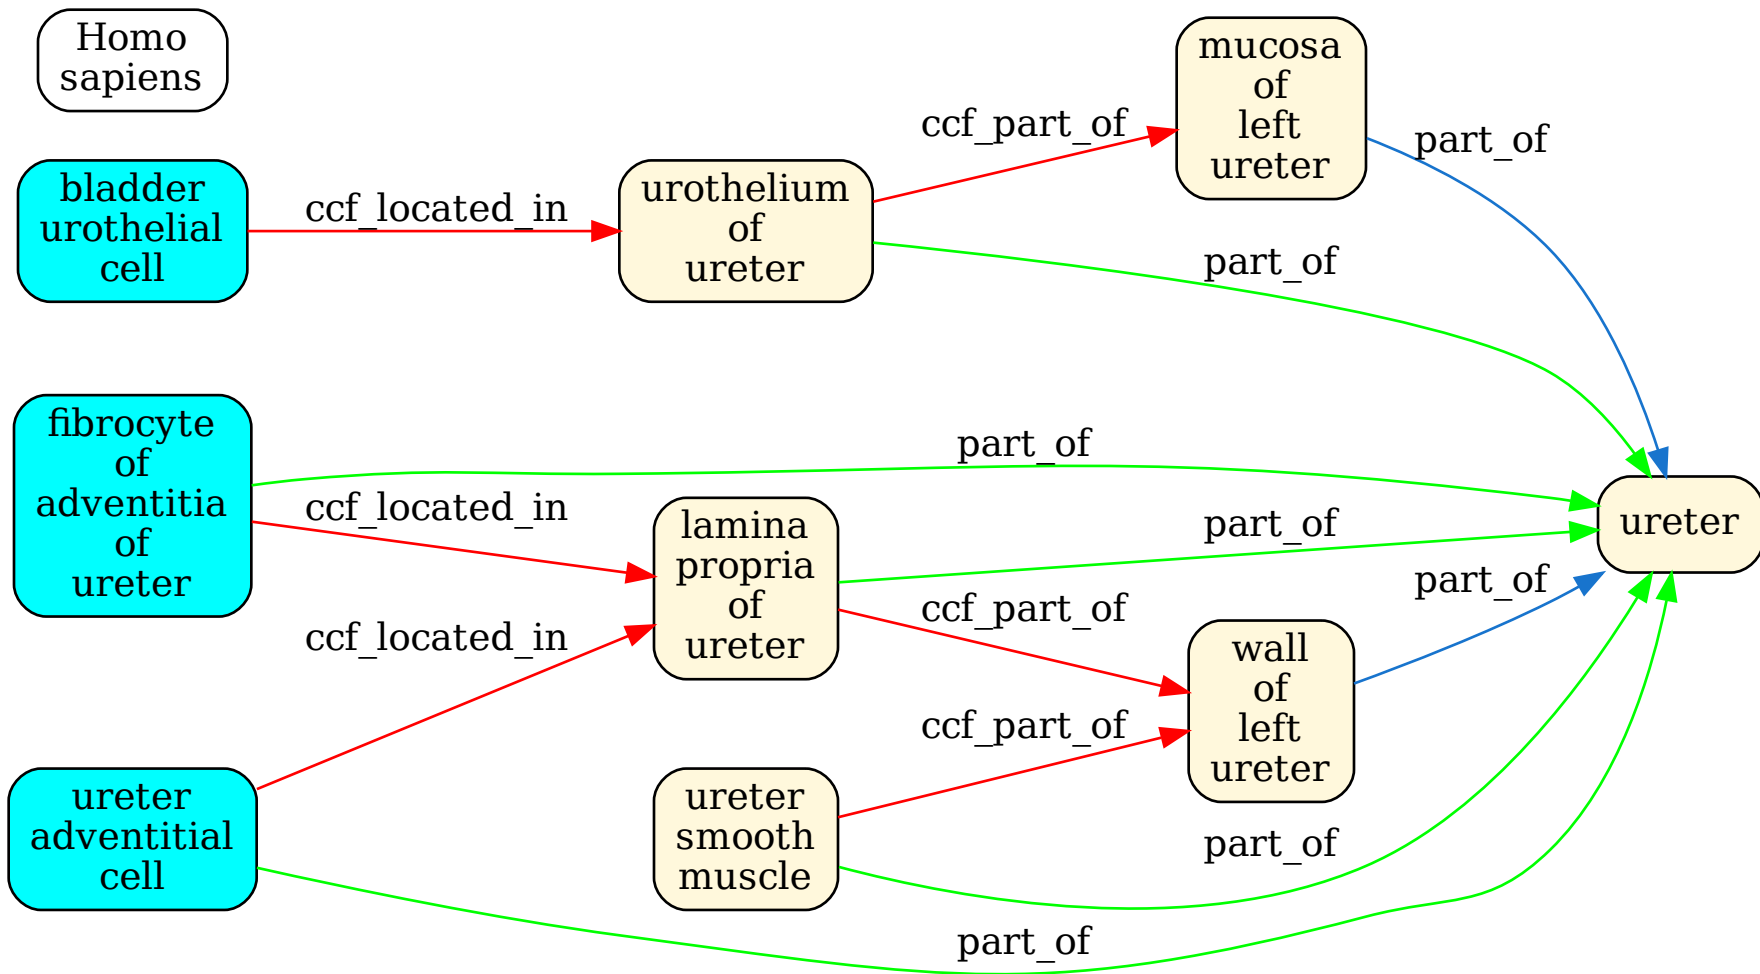 Homo
sapiens
bladder
urothelial
cell
ccf_located_in
urothelium
of
ureter
ccf_part_of
mucosa
of
left
ureter
part_of
part_of
fibrocyte
of
adventitia
of
ureter
part_of
ccf_located_in
lamina
propria
of
ureter
part_of
ccf_part_of
ureter
part_of
ccf_located_in
wall
of
left
ureter
ccf_part_of
ureter
adventitial
cell
ureter
smooth
muscle
part_of
part_of